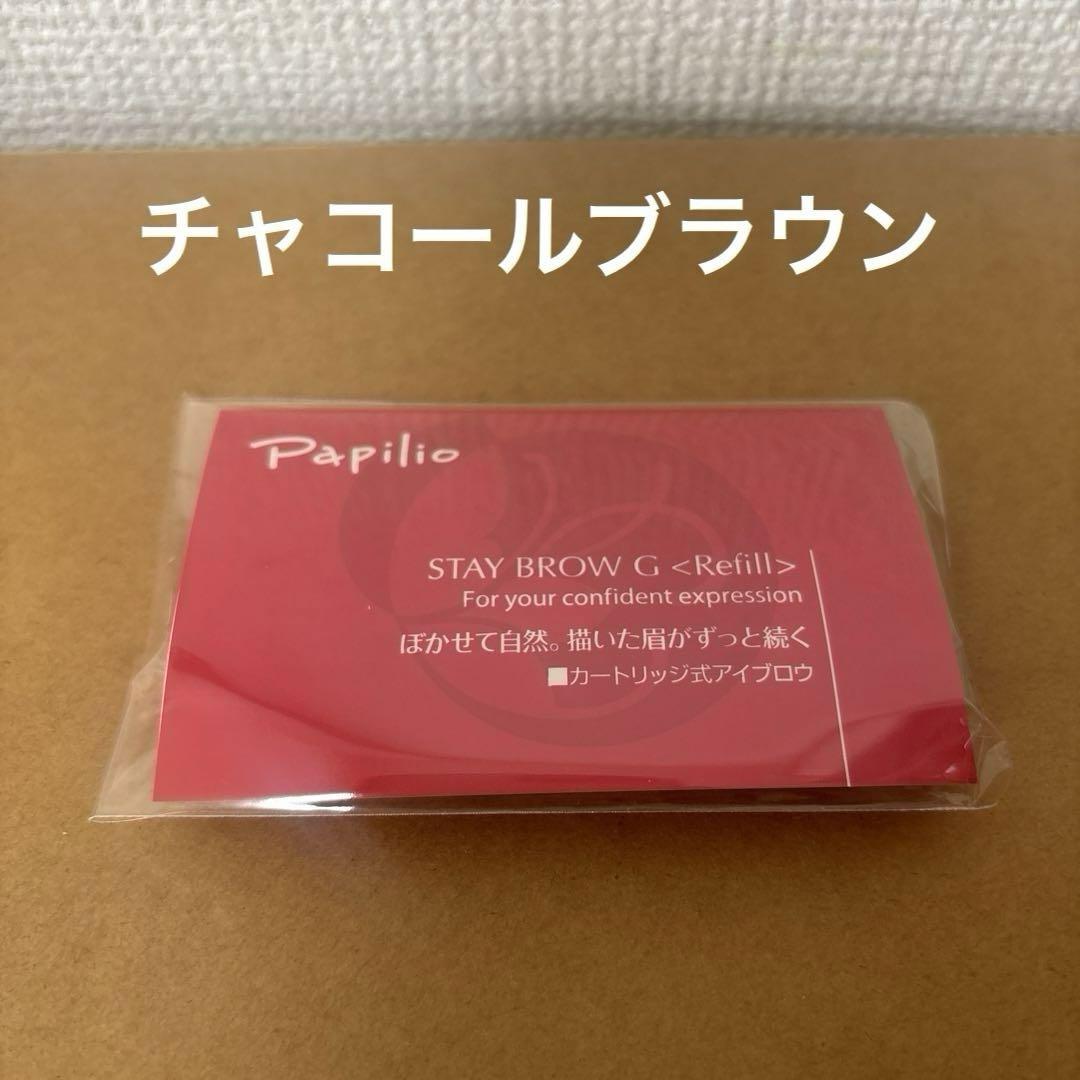 チャコールブラウン
Papilio
STAY BROW G <Refill>
For your confident expression
ぼかせて自然。描いた眉がずっと続く
■カートリッジ式アイブロウ